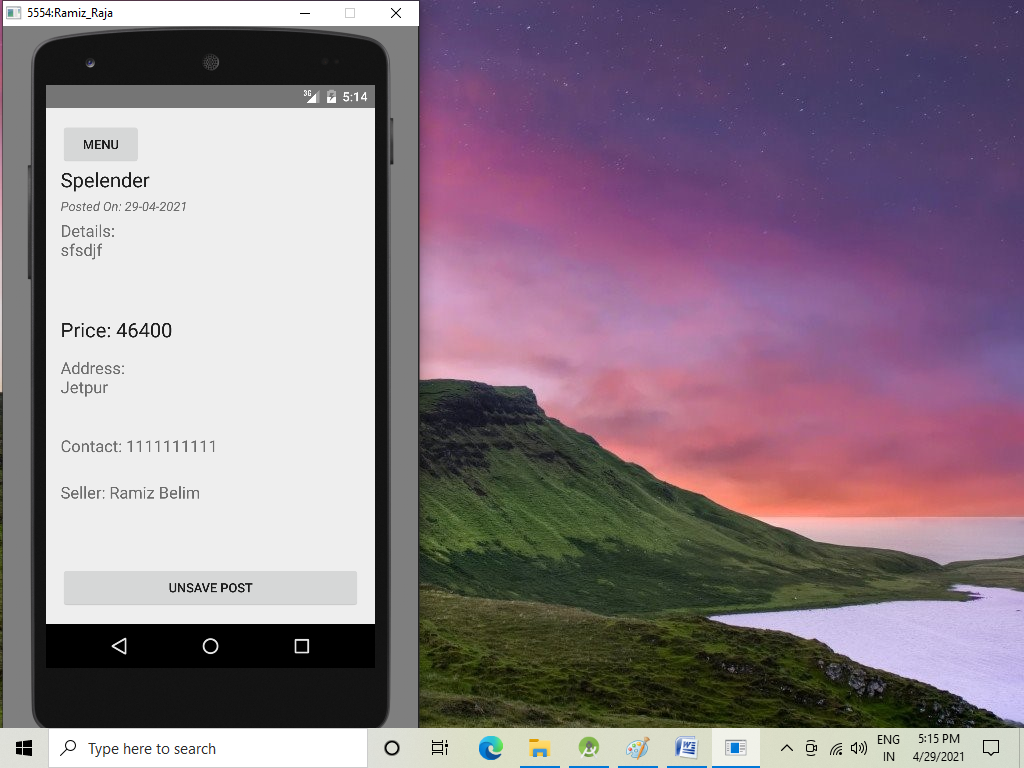 5554:Ramiz_Raja
3G 5:14
MENU
Spelender
Posted On: 29-04-2021
Details:
sfsdjf
Price: 46400
Address:
Jetpur
Contact: 1111111111
Seller: Ramiz Belim
UNSAVE POST
Type here to search
W
ENG
IN
5:15 PM
4/29/2021